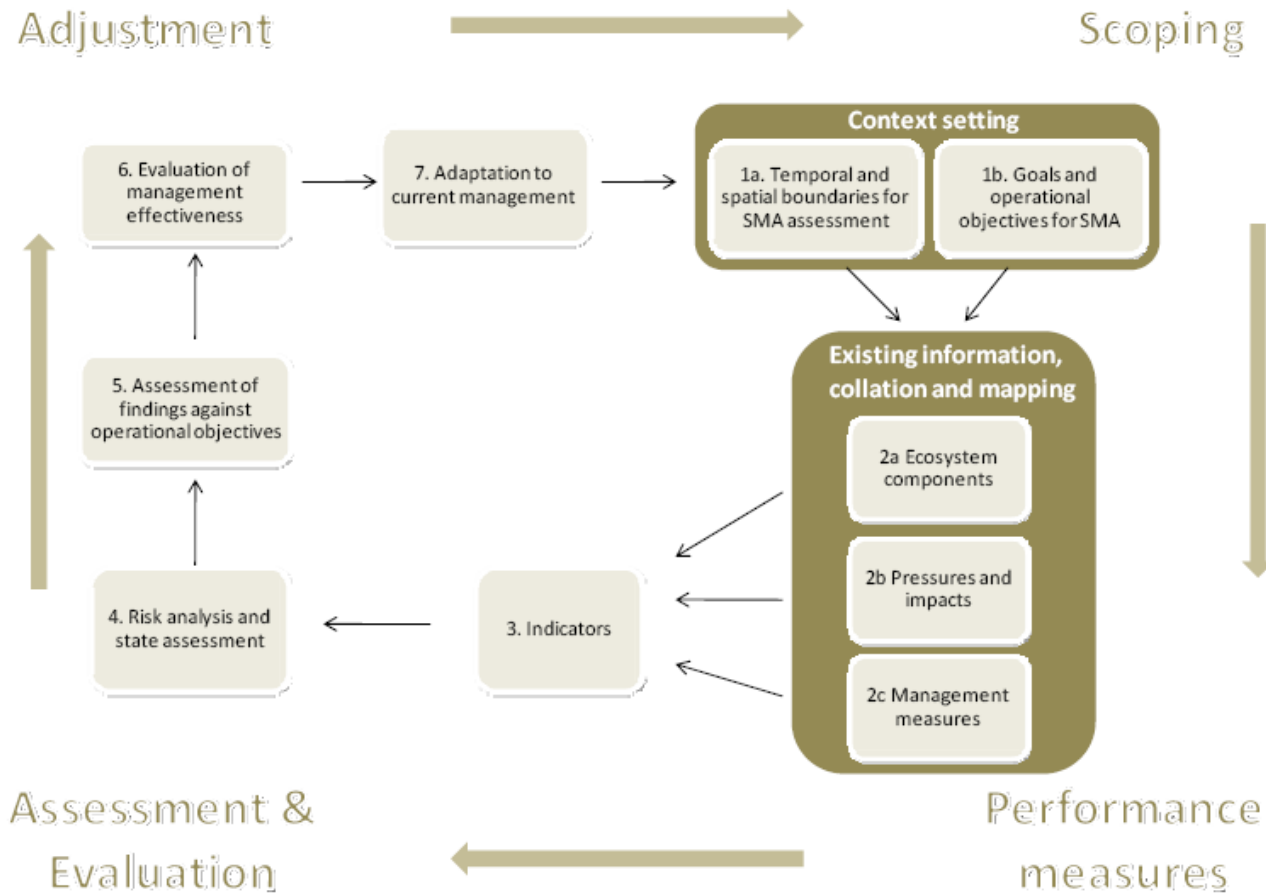 Adjustment
Scoping
Context setting
6. Evaluation of
management
effectiveness
7. Adaptation to
current management
1a. Temporal and
spatial boundaries for
SMA assessment
1b. Goals and
operational
objectives for SMA
Existing information,
collation and mapping
5. Assessment of
findings against
operational objectives
2a Ecosystem
components
2b Pressures and
impacts
4. Risk analysis and
state assessment
3. Indicators
2c Management
measures
Assessment &
Evaluation
Performance
measures